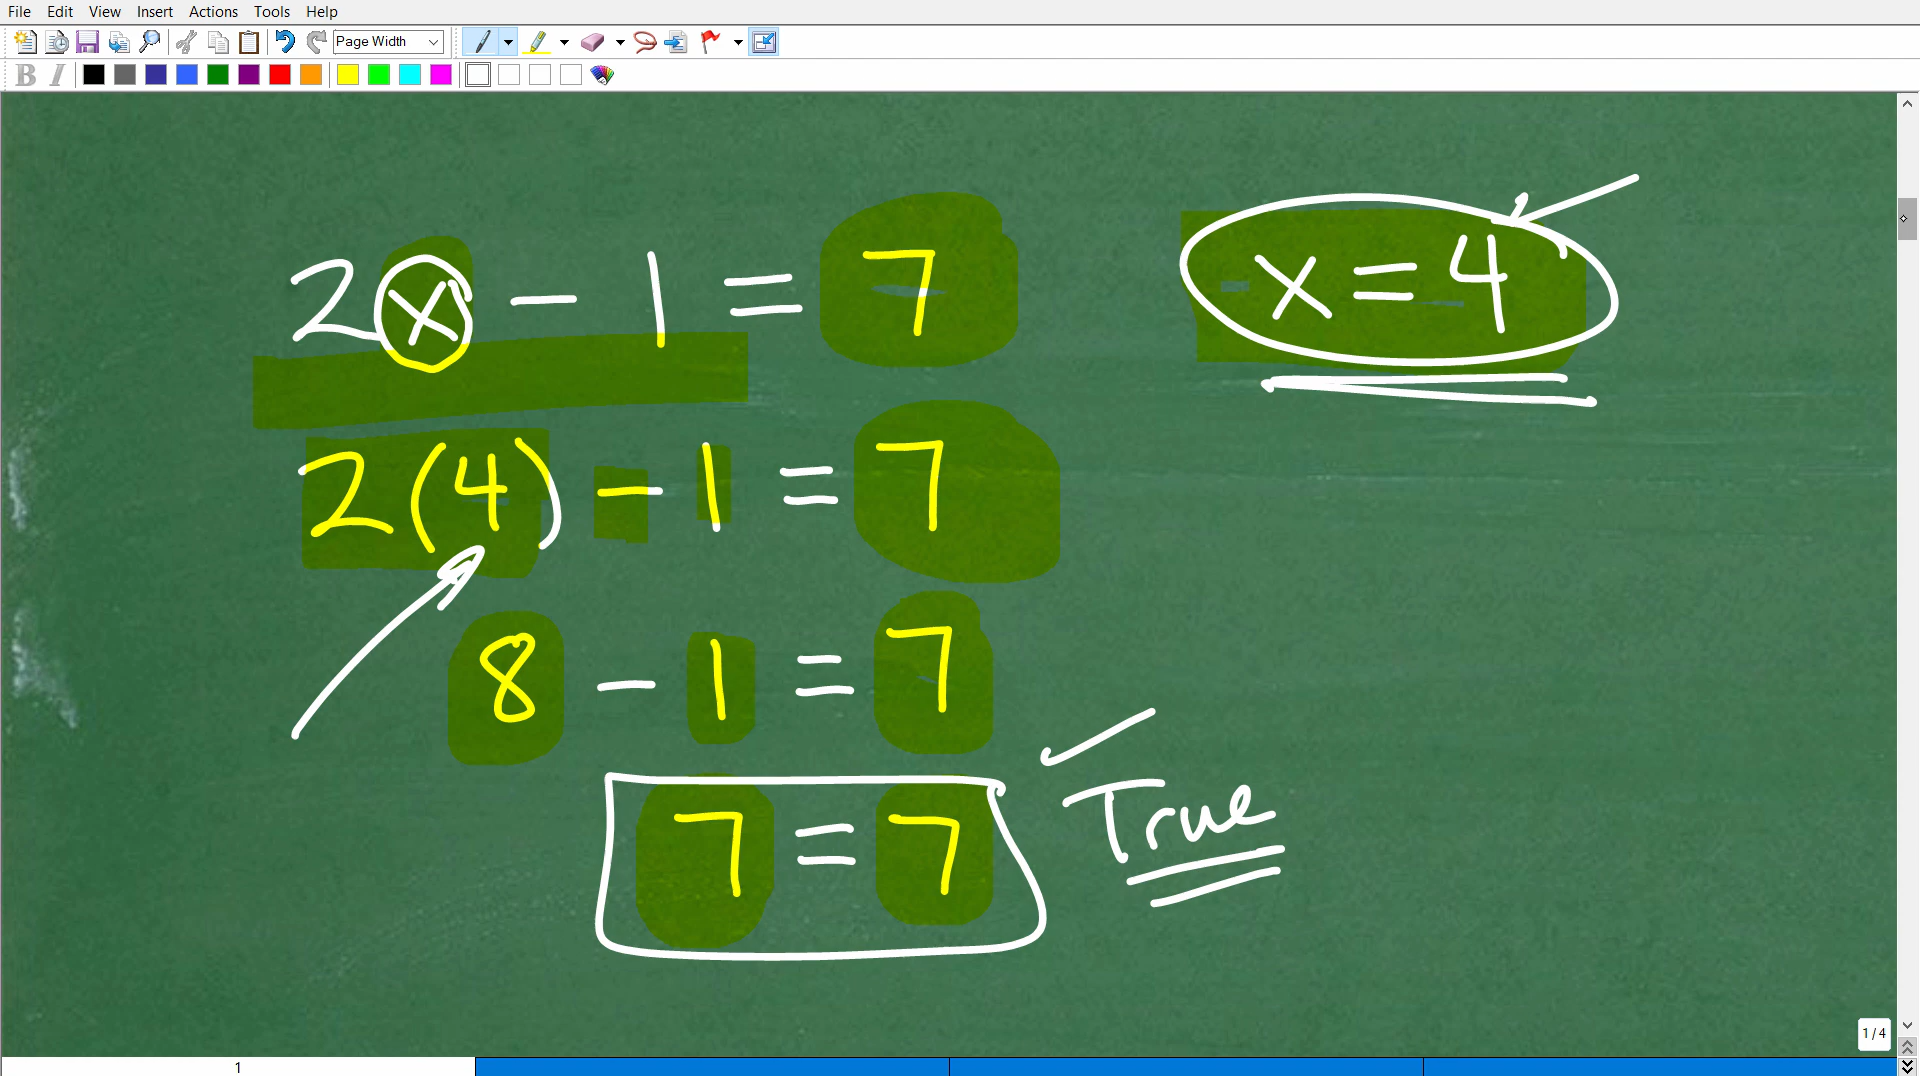 File Edit View Insert Actions Tools Help
Page Width
B I
2x - 1 = 7
x = 4
2(4) - 1 = 7
8 - 1 = 7
7 = 7
True
1 / 4
1